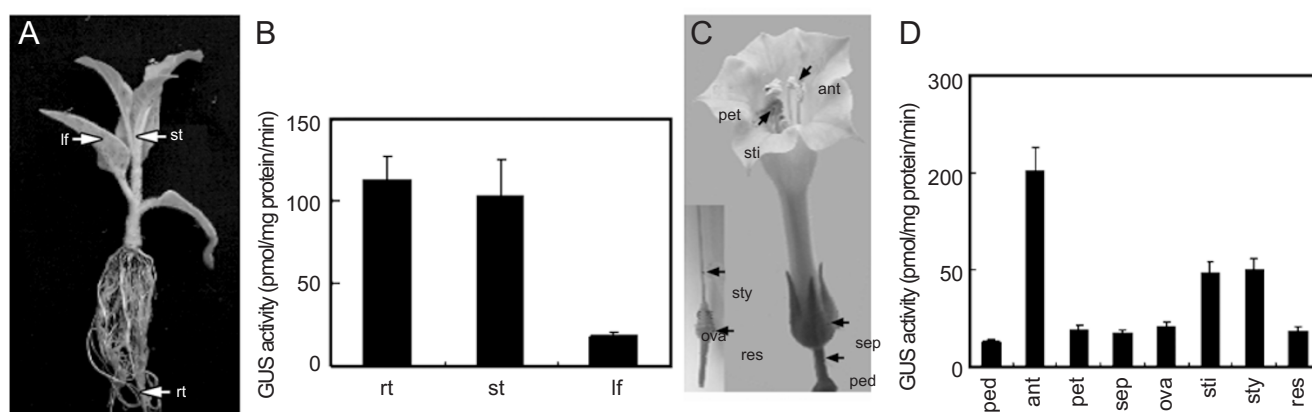 A
lf
st
rt
B
GUS activity (pmol/mg protein/min)
150
100
50
0
rt
st
lf
C
ant
pet
sti
sty
ova
res
sep
ped
D
GUS activity (pmol/mg protein/min)
300
200
50
0
ped
ant
pet
sep
ova
sti
sty
res